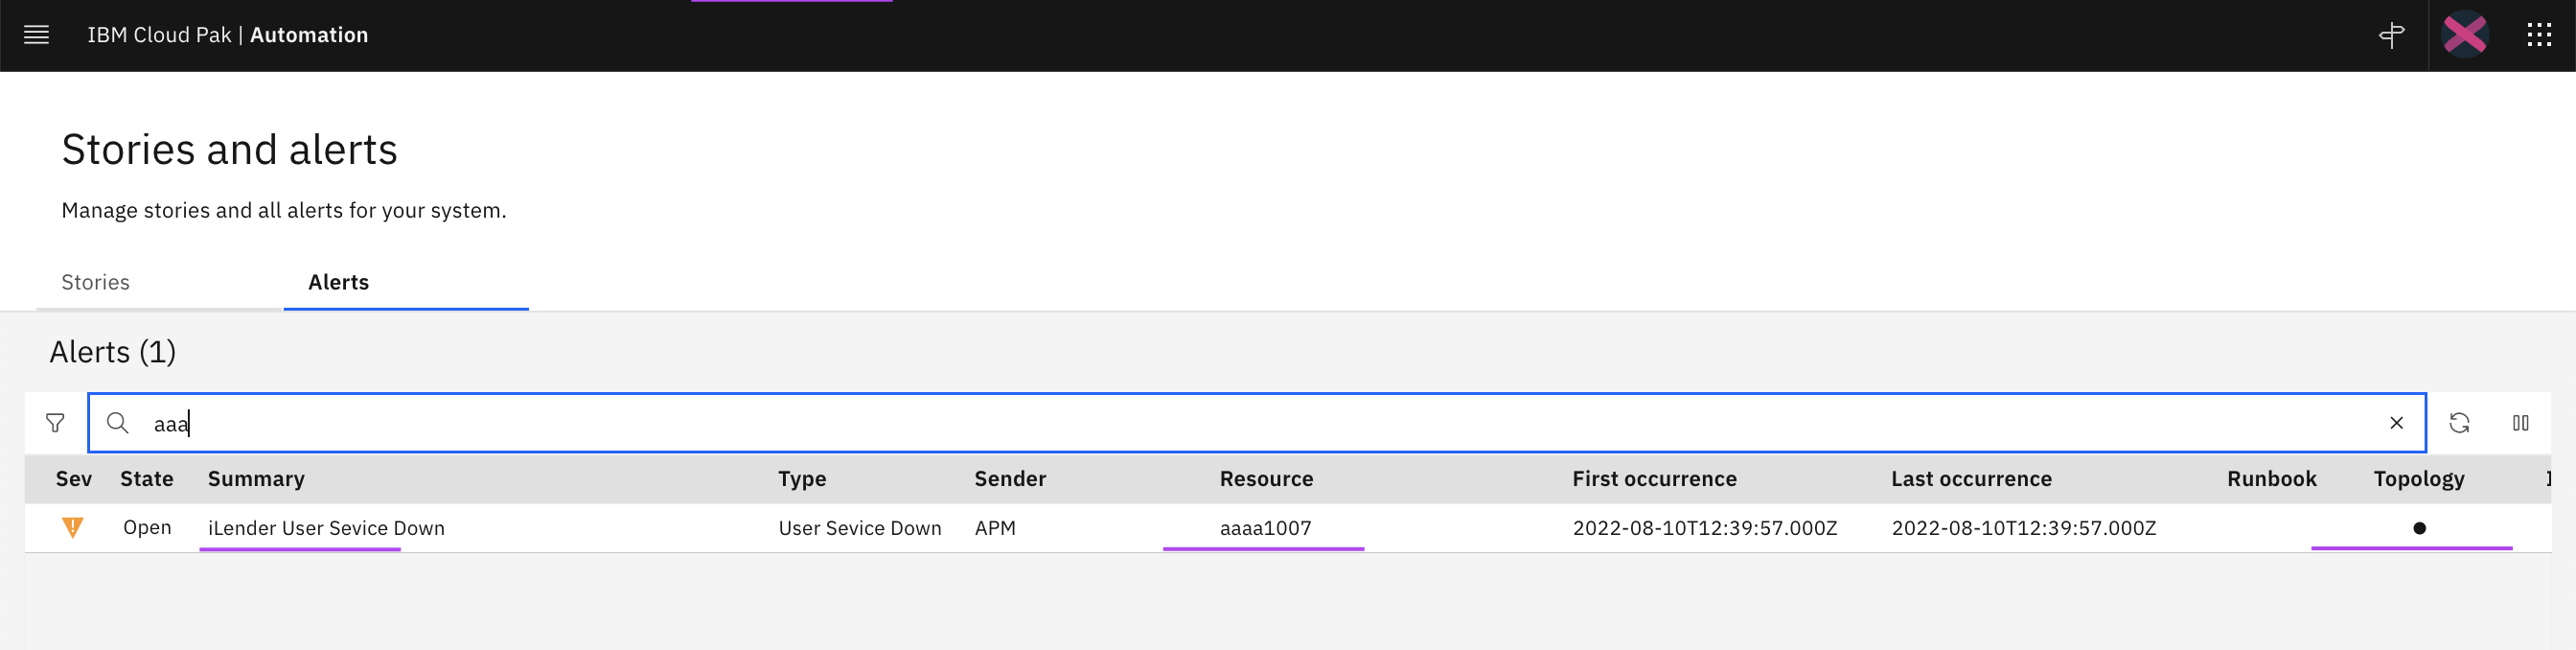 IBM Cloud Pak | Automation
Stories and alerts
Manage stories and all alerts for your system.
Stories Alerts
Alerts (1)
aaa
Sev State Summary Type Sender Resource First occurrence Last occurrence Runbook Topology
Open iLender User Sevice Down User Sevice Down APM aaaa1007 2022-08-10T12:39:57.000Z 2022-08-10T12:39:57.000Z